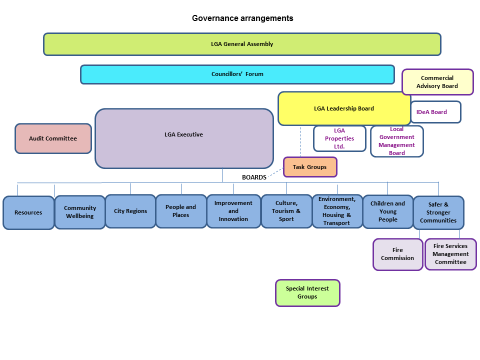 Governance arrangements
LGA General Assembly
Councillors' Forum
Commercial
Advisory Board
LGA Leadership Board
IDeA Board
Audit Committee
LGA Executive
LGA
Properties
Ltd.
Local
Government
Management
Board
Task Groups
BOARDS
Resources
Community
Wellbeing
City Regions
People and
Places
Improvement
and
Innovation
Culture,
Tourism &
Sport
Environment,
Economy,
Housing &
Transport
Children and
Young
People
Safer &
Stronger
Communities
Fire
Commission
Fire Services
Management
Committee
Special Interest
Groups